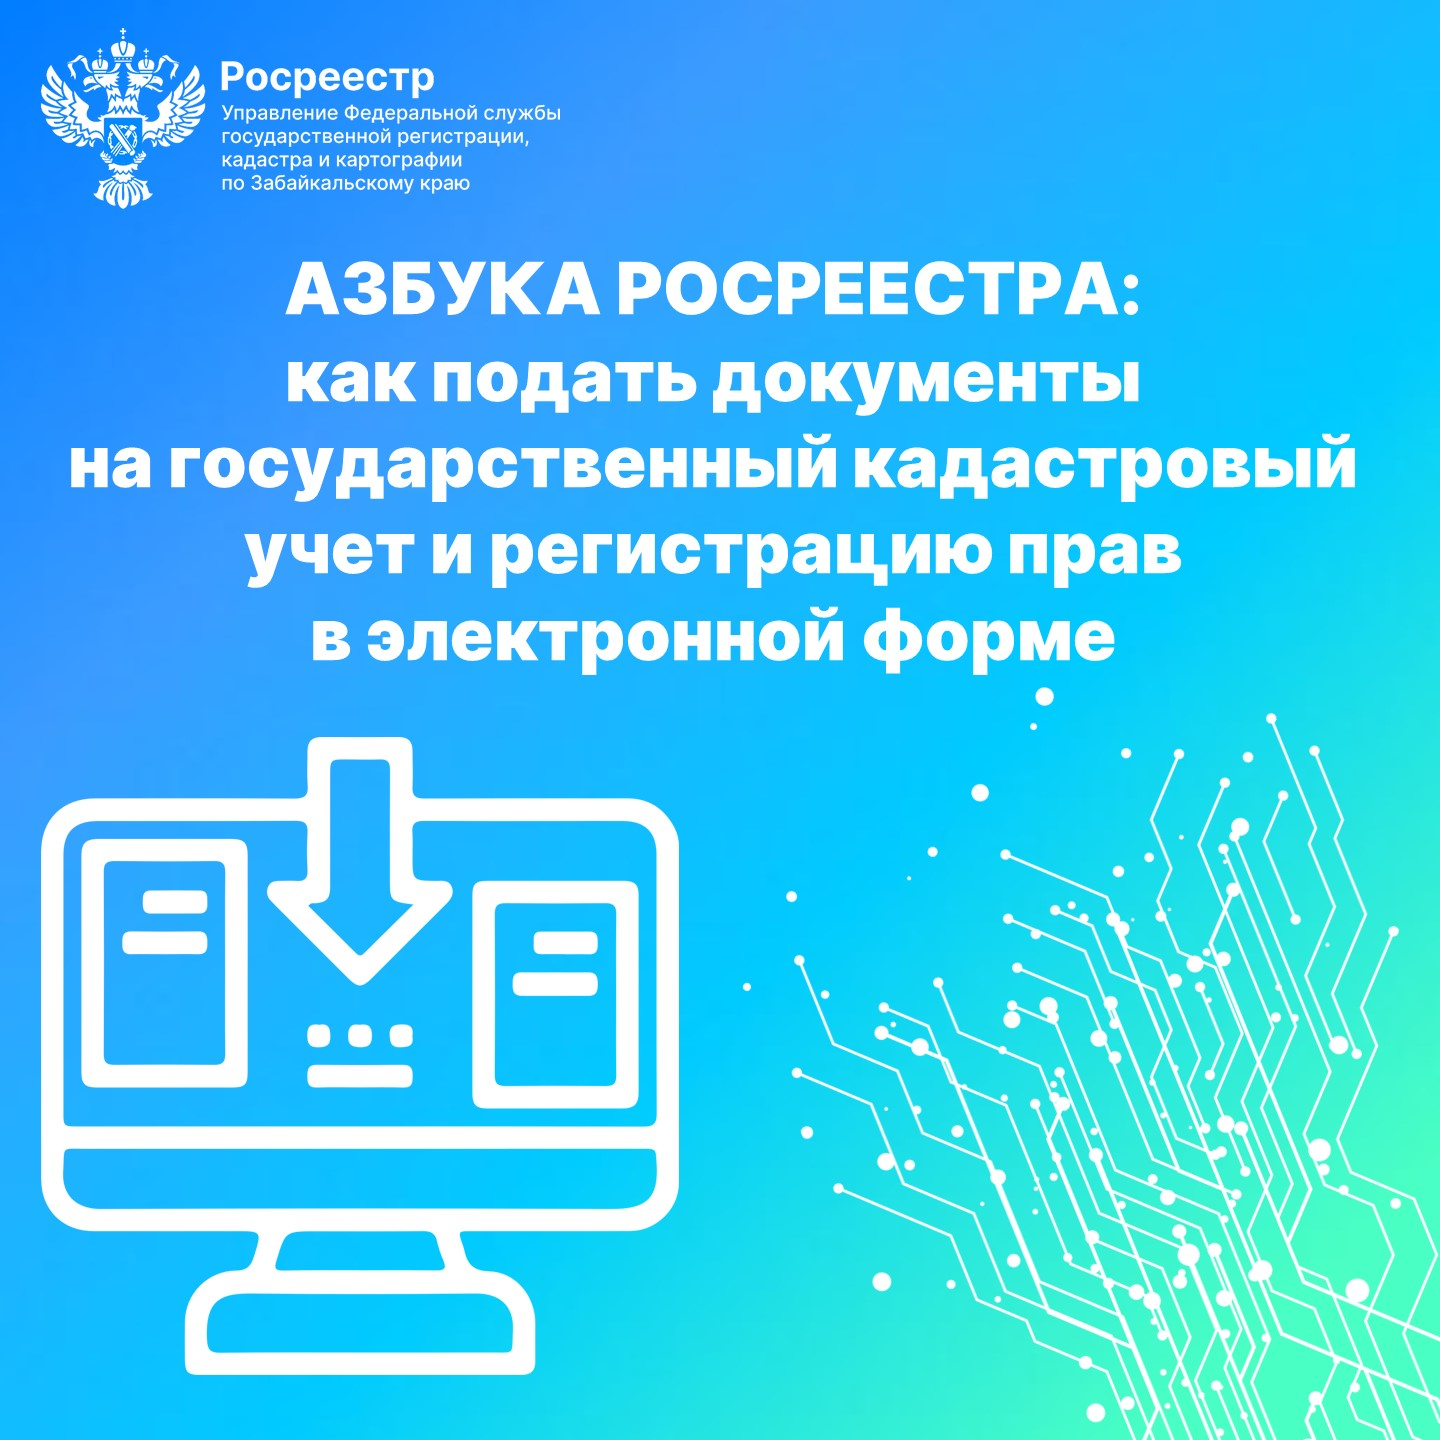 Росреестр
Управление Федеральной службы
государственной регистрации,
кадастра и картографии
по Забайкальскому краю
АЗБУКА РОСРЕЕСТРА:
как подать документы
на государственный кадастровый
учет и регистрацию прав
в электронной форме